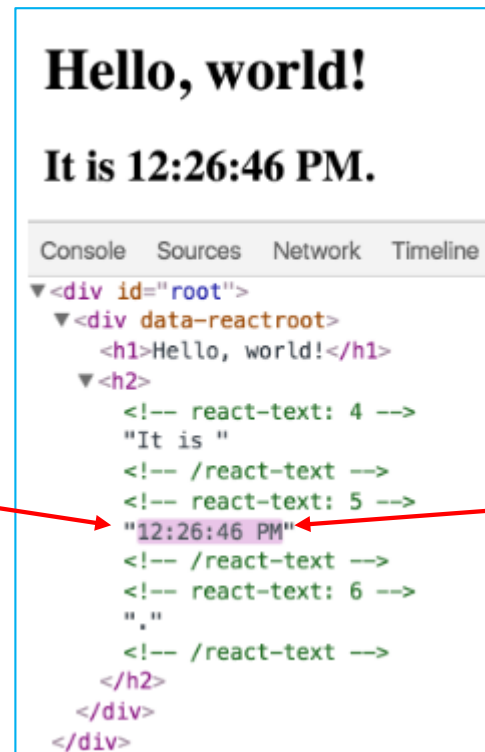 Hello, world!
It is 12:26:46 PM.
Console Sources Network Timeline
▼<div id="root">
▼<div data-reactroot>
<h1>Hello, world!</h1>
▼<h2>
<!-- react-text: 4 -->
"It is "
<!-- /react-text -->
<!-- react-text: 5 -->
"12:26:46 PM"
<!-- /react-text -->
<!-- react-text: 6 -->
"."
<!-- /react-text -->
</h2>
</div>
</div>